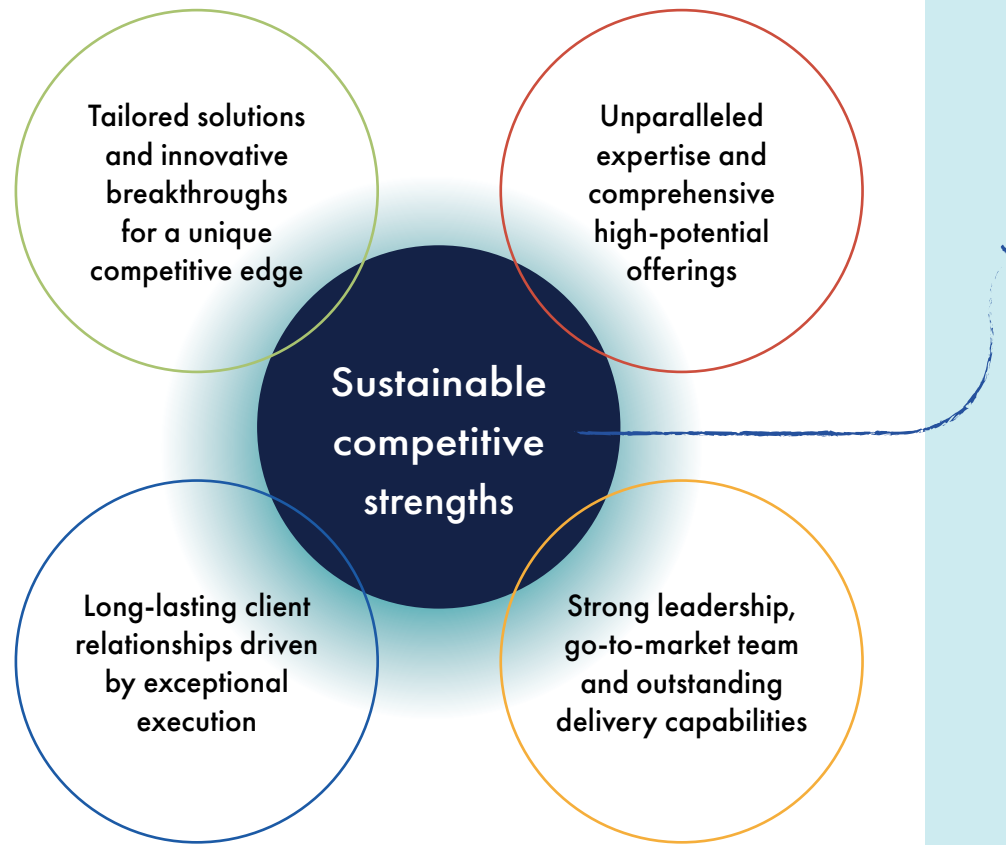 Tailored solutions
and innovative
breakthroughs
for a unique
competitive edge
Unparalleled
expertise and
comprehensive
high-potential
offerings
Sustainable
competitive
strengths
Long-lasting client
relationships driven
by exceptional
execution
Strong leadership,
go-to-market team
and outstanding
delivery capabilities